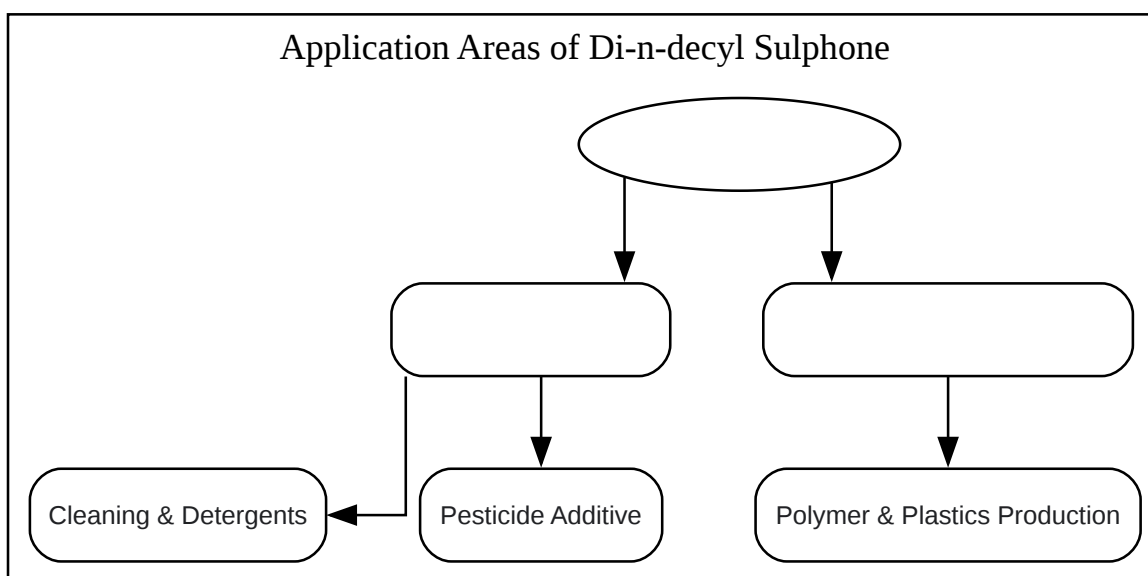 Application Areas of Di-n-decyl Sulphone
Cleaning & Detergents
Pesticide Additive
Polymer & Plastics Production